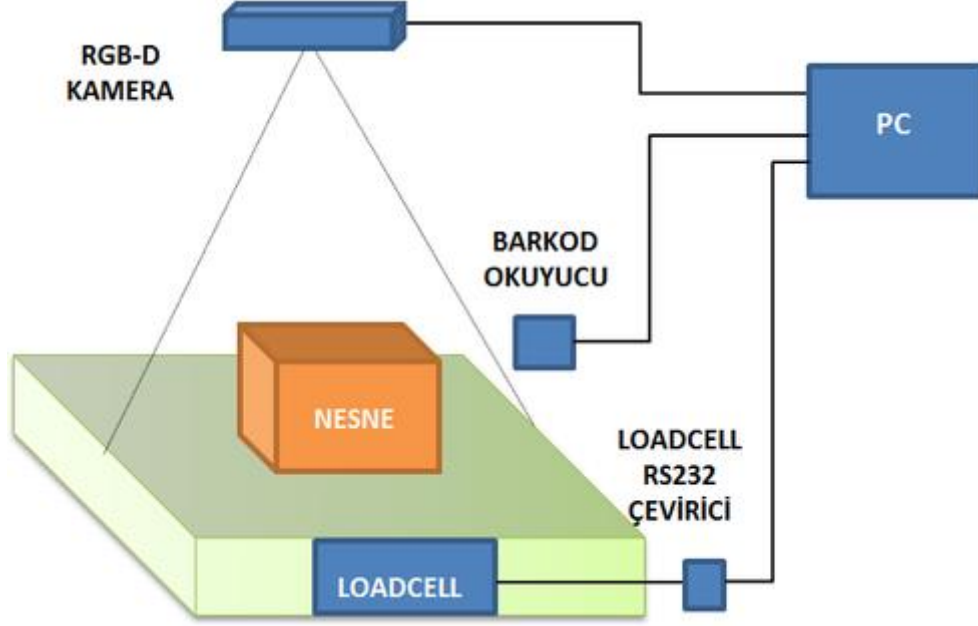 RGB-D
KAMERA
PC
BARKOD
OKUYUCU
NESNE
LOADCELL
RS232
ÇEVİRİCİ
LOADCELL